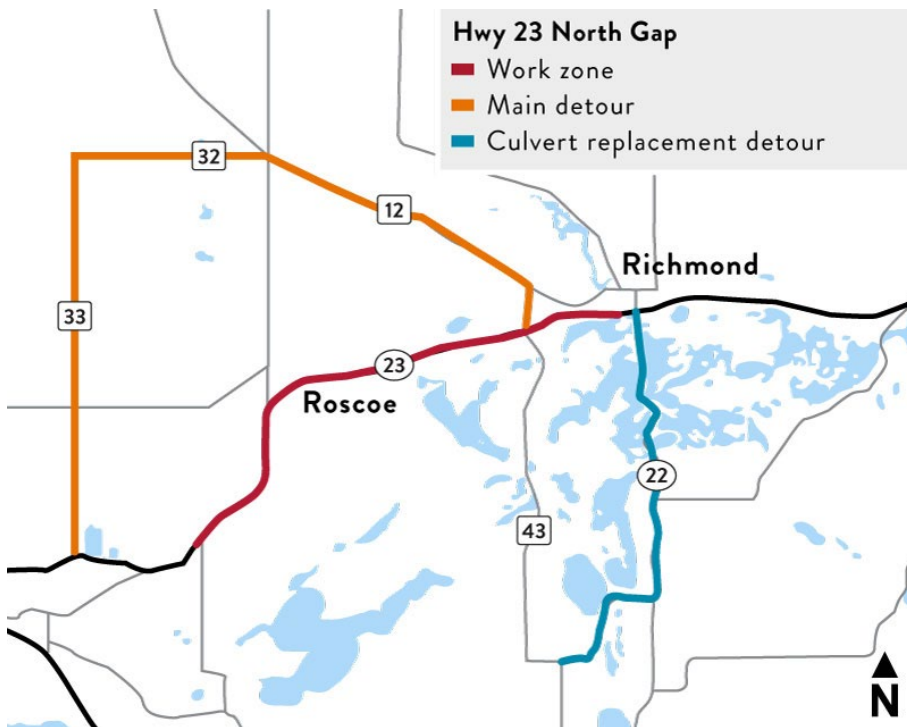 Hwy 23 North Gap
Work zone
Main detour
Culvert replacement detour
32
12
Richmond
33
23
Roscoe
22
43
N